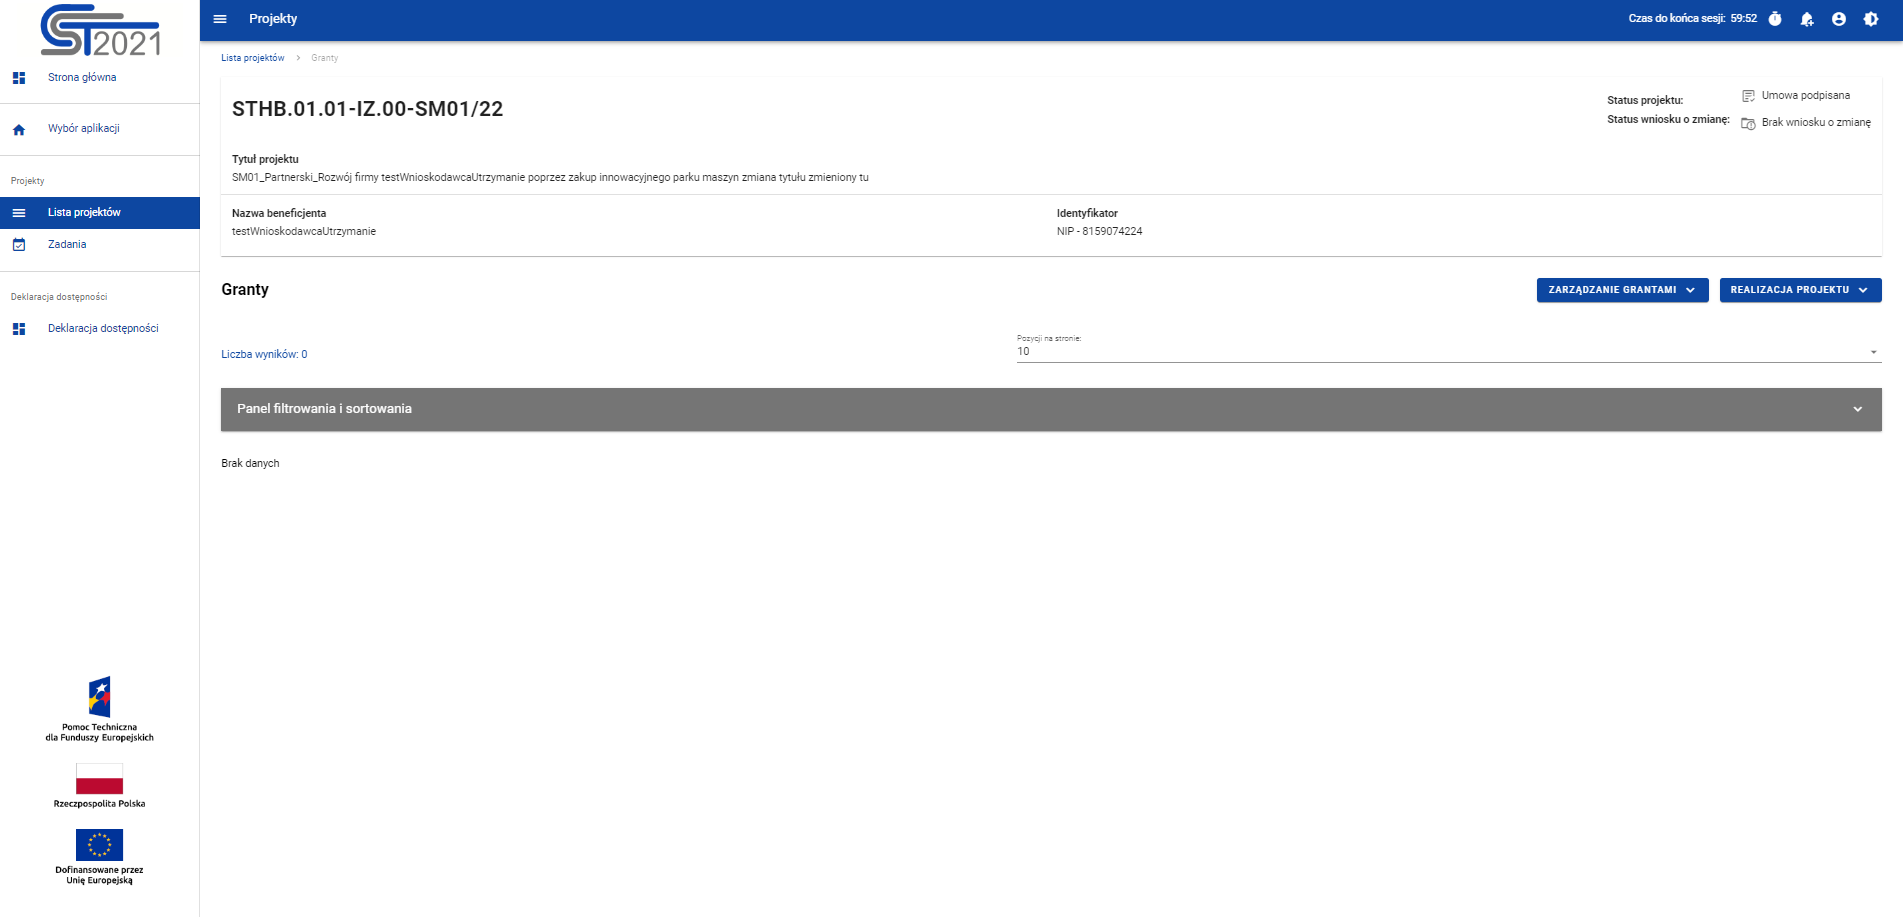 CST2021
Projekty
Czas do końca sesji: 59:52
Strona główna
Wybór aplikacji
Projekty
Lista projektów
Zadania
Deklaracja dostępności
Deklaracja dostępności
Pomoc Techniczna
dla Funduszy Europejskich
Rzeczpospolita Polska
Dofinansowane przez
Unię Europejską
Lista projektów > Granty
STHB.01.01-IZ.00-SM01/22
Status projektu: Umowa podpisana
Status wniosku o zmianę: Brak wniosku o zmianę
Tytuł projektu
SM01_Partnerski_Rozwój firmy testWnioskodawcaUtrzymanie poprzez zakup innowacyjnego parku maszyn zmiana tytułu zmieniony tu
Nazwa beneficjenta
testWnioskodawcaUtrzymanie
Identyfikator
NIP - 8159074224
Granty
ZARZĄDZANIE GRANTAMI
REALIZACJA PROJEKTU
Liczba wyników: 0
Pozycji na stronie:
10
Panel filtrowania i sortowania
Brak danych